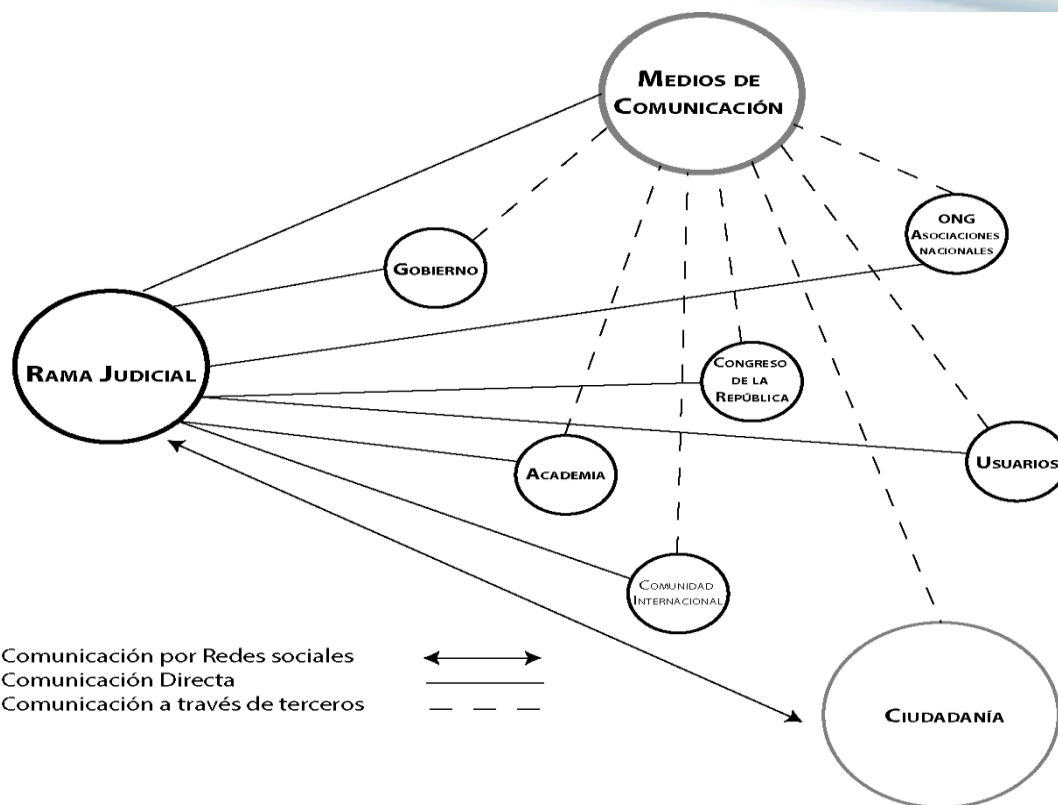 Medios de
Comunicación
ONG
Asociaciones
nacionales
Gobierno
Rama Judicial
Congreso
de la
República
Academia
Usuarios
Comunidad
Internacional
Ciudadanía
Comunicación por Redes sociales
Comunicación Directa
Comunicación a través de terceros